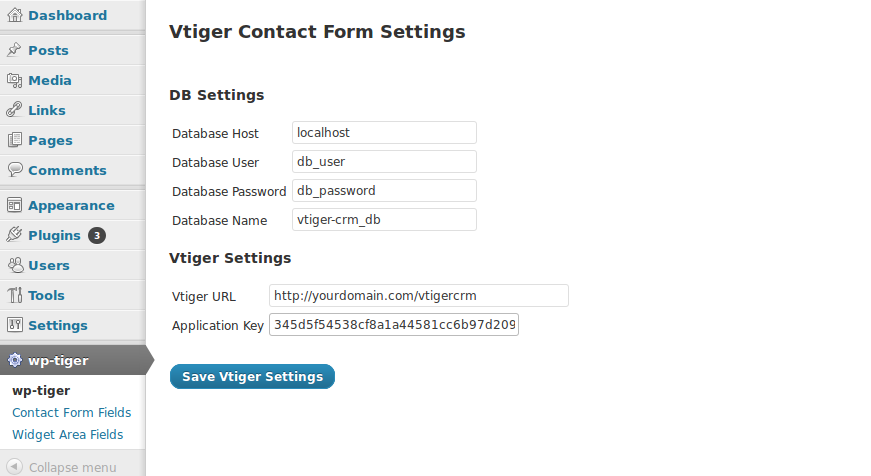 Dashboard
Posts
Media
Links
Pages
Comments
Appearance
Plugins 3
Users
Tools
Settings
wp-tiger
wp-tiger
Contact Form Fields
Widget Area Fields
Collapse menu
Vtiger Contact Form Settings
DB Settings
Database Host localhost
Database User db_user
Database Password db_password
Database Name vtiger-crm_db
Vtiger Settings
Vtiger URL http://yourdomain.com/vtigercrm
Application Key 345d5f54538cf8a1a44581cc6b97d209
Save Vtiger Settings